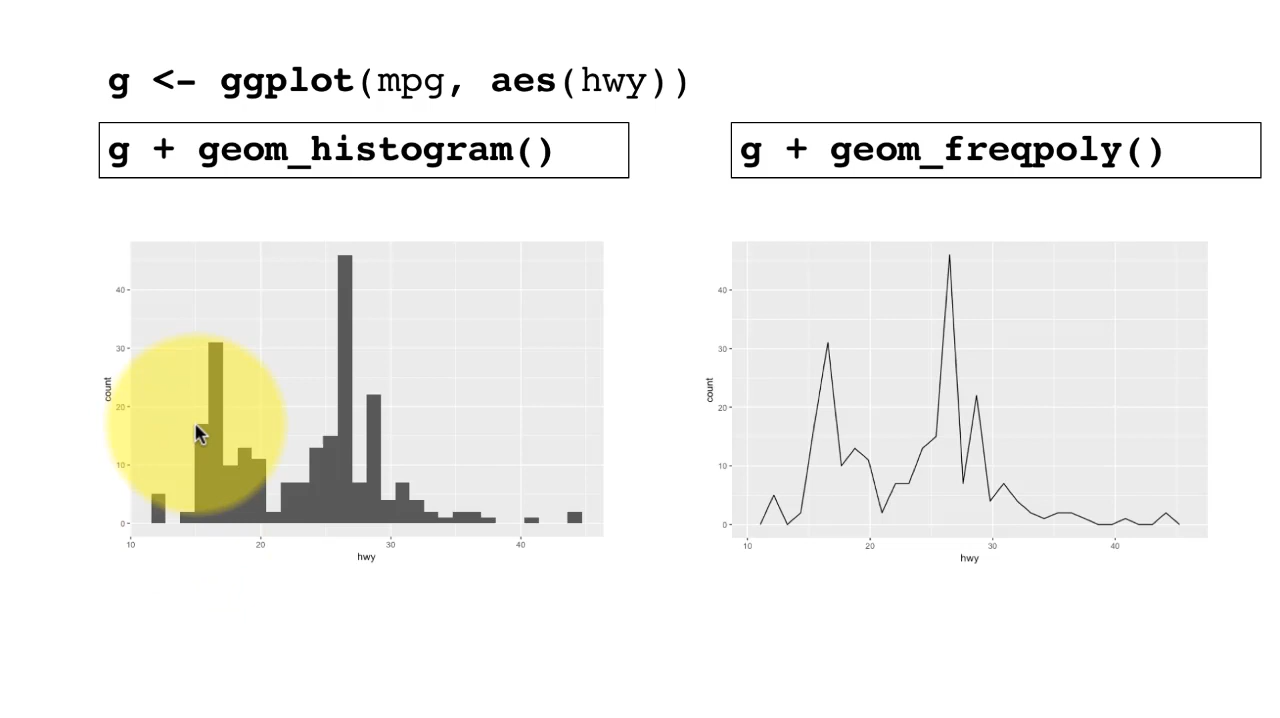 g <- ggplot(mpg, aes(hwy))
g + geom_histogram()
g + geom_freqpoly()
40
30
20
10
0
count
10 20 30 40
hwy
40
30
20
10
0
count
10 20 30 40
hwy